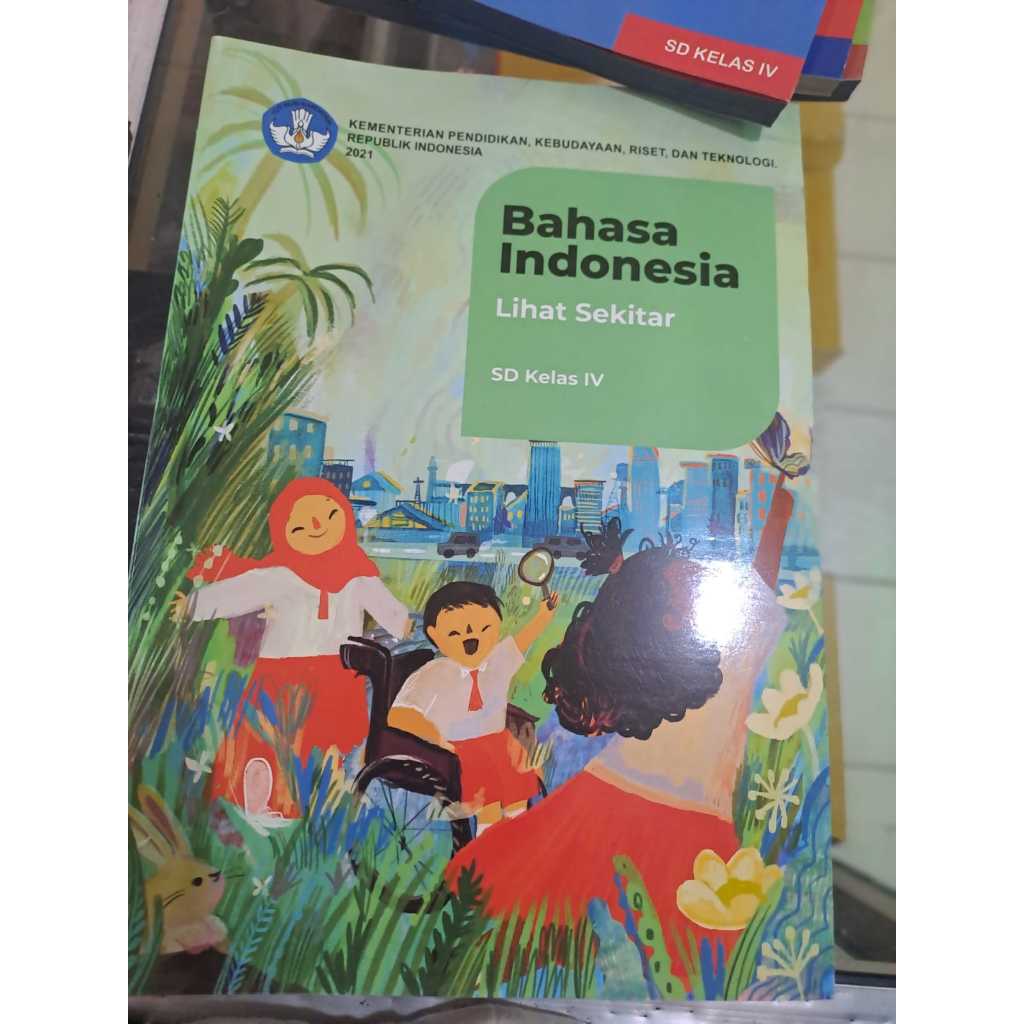 SD KELAS IV
KEMENTERIAN PENDIDIKAN, KEBUDAYAAN, RISET, DAN TEKNOLOGI.
REPUBLIK INDONESIA
2021
Bahasa
Indonesia
Lihat Sekitar
SD Kelas IV